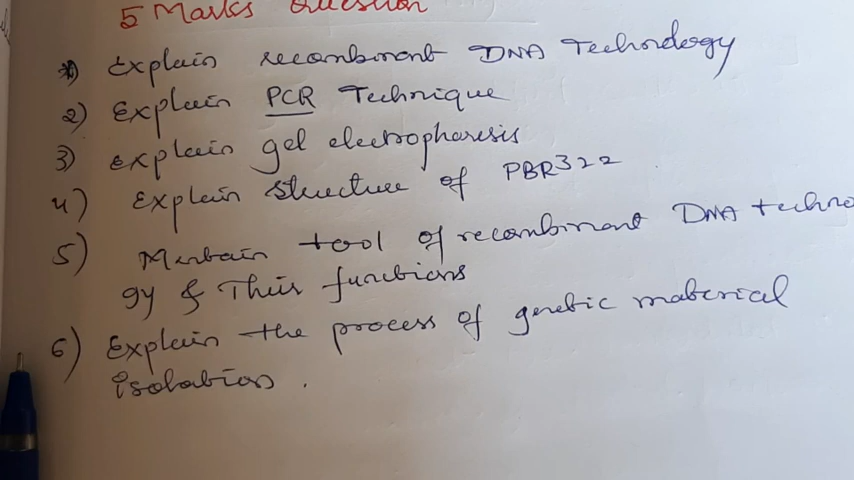 5 Marks Question
1) Explain recombinant DNA Technology
2) Explain PCR Technique
3) Explain gel electrophoresis
4) Explain structure of PBR322
5) Mentain tool of recombinant DNA techno
gy & Their functions
6) Explain the process of genetic material
isolation.